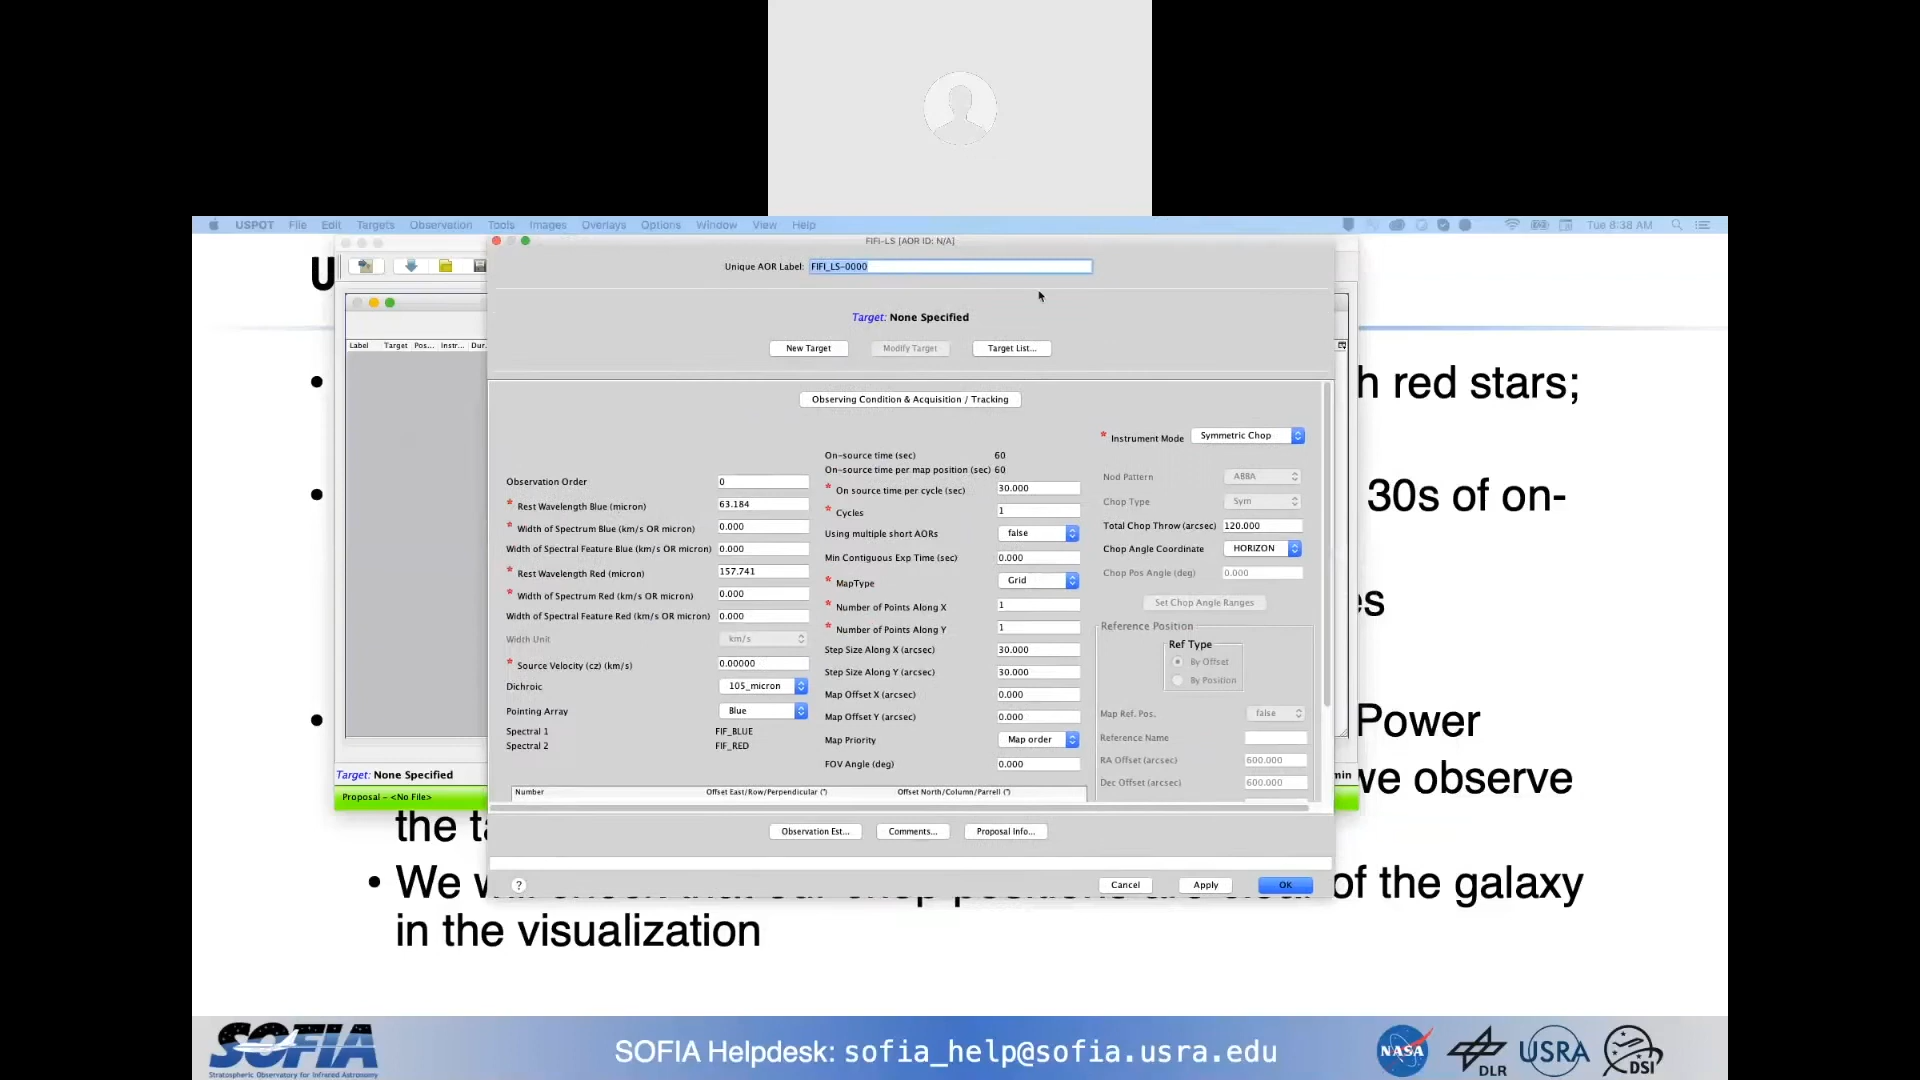 USPOT File Edit Targets Observation Tools Images Overlays Options Window View Help Tue 8:38 AM
FIFI-LS [AOR ID: N/A]
Unique AOR Label: FIFI_LS-0000
Target: None Specified
New Target Modify Target Target List...
Label Target Pos... Instr... Dur.
Observing Condition & Acquisition / Tracking
Observation Order 0
* Rest Wavelength Blue (micron) 63.184
* Width of Spectrum Blue (km/s OR micron) 0.000
Width of Spectral Feature Blue (km/s OR micron) 0.000
* Rest Wavelength Red (micron) 157.741
* Width of Spectrum Red (km/s OR micron) 0.000
Width of Spectral Feature Red (km/s OR micron) 0.000
Width Unit km/s
* Source Velocity (cz) (km/s) 0.00000
Dichroic 105_micron
Pointing Array Blue
Spectral 1 FIF_BLUE
Spectral 2 FIF_RED
On-source time (sec) 60
On-source time per map position (sec) 60
* On source time per cycle (sec) 30.000
* Cycles 1
Using multiple short AORs false
Min Contiguous Exp Time (sec) 0.000
* MapType Grid
* Number of Points Along X 1
* Number of Points Along Y 1
Step Size Along X (arcsec) 30.000
Step Size Along Y (arcsec) 30.000
Map Offset X (arcsec) 0.000
Map Offset Y (arcsec) 0.000
Map Priority Map order
FOV Angle (deg) 0.000
* Instrument Mode Symmetric Chop
Nod Pattern ABBA
Chop Type Sym
Total Chop Throw (arcsec) 120.000
Chop Angle Coordinate HORIZON
Chop Pos Angle (deg) 0.000
Set Chop Angle Ranges
Reference Position
Ref Type
By Offset
By Position
Map Ref. Pos. false
Reference Name
RA Offset (arcsec) 600.000
Dec Offset (arcsec) 600.000
Number Offset East/Row/Perpendicular (") Offset North/Column/Parrell (")
Observation Est... Comments... Proposal Info...
? Cancel Apply OK
Target: None Specified min
Proposal - <No File>
U
• h red stars;
• 30s of on-
es
• Power
we observe
the ta
• We w of the galaxy
in the visualization
SOFIA
Stratospheric Observatory for Infrared Astronomy
SOFIA Helpdesk: sofia_help@sofia.usra.edu
NASA DLR USRA DSI